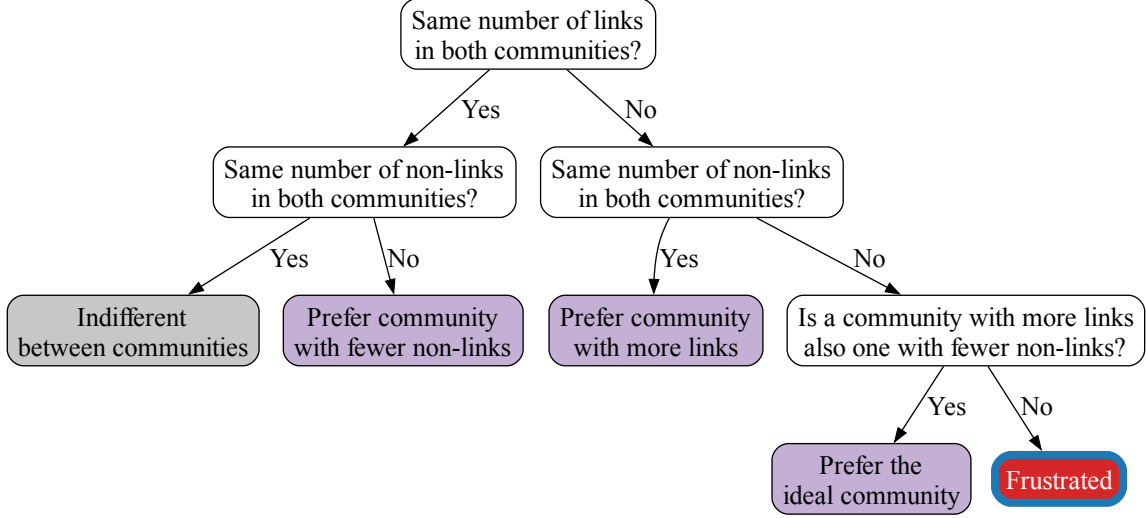 Same number of links
in both communities?
Yes
No
Same number of non-links
in both communities?
Same number of non-links
in both communities?
Yes
No
Yes
No
Indifferent
between communities
Prefer community
with fewer non-links
Prefer community
with more links
Is a community with more links
also one with fewer non-links?
Yes
No
Prefer the
ideal community
Frustrated